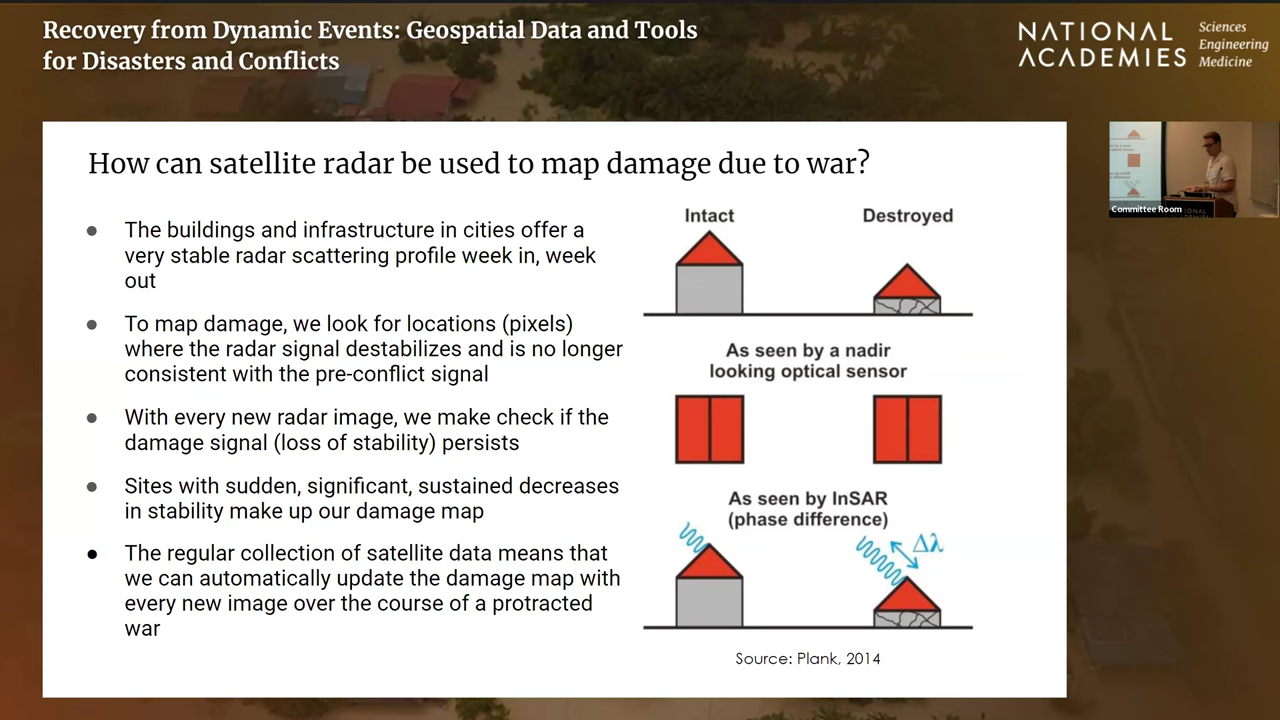 Recovery from Dynamic Events: Geospatial Data and Tools
for Disasters and Conflicts
NATIONAL
ACADEMIES
Sciences
Engineering
Medicine
How can satellite radar be used to map damage due to war?
● The buildings and infrastructure in cities offer a
very stable radar scattering profile week in, week
out
● To map damage, we look for locations (pixels)
where the radar signal destabilizes and is no longer
consistent with the pre-conflict signal
● With every new radar image, we make check if the
damage signal (loss of stability) persists
● Sites with sudden, significant, sustained decreases
in stability make up our damage map
● The regular collection of satellite data means that
we can automatically update the damage map with
every new image over the course of a protracted
war
Intact
Destroyed
As seen by a nadir
looking optical sensor
As seen by InSAR
(phase difference)
Δλ
Source: Plank, 2014
Committee Room